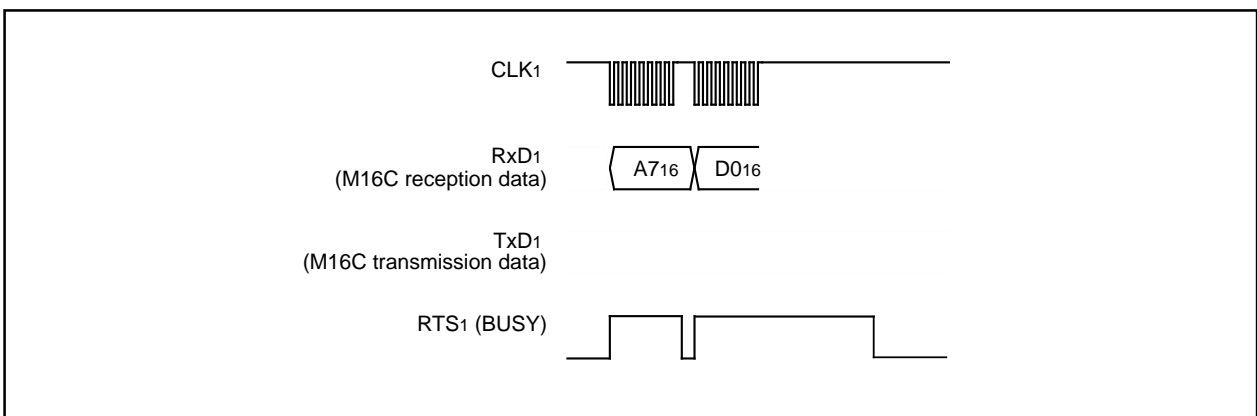 CLK1
RxD1
(M16C reception data)
A716
D016
TxD1
(M16C transmission data)
RTS1 (BUSY)